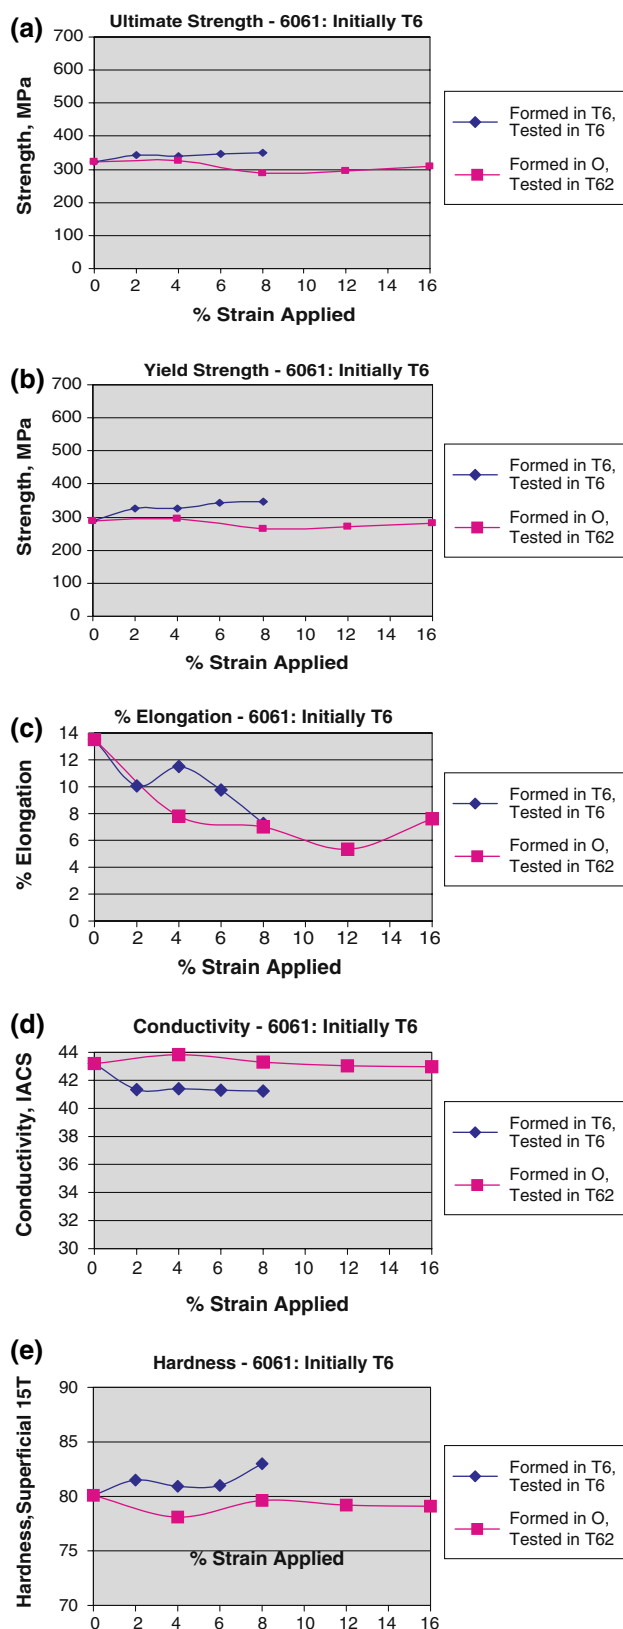 (a)
Ultimate Strength - 6061: Initially T6
Strength, MPa
700
600
500
400
300
200
100
0
0 2 4 6 8 10 12 14 16
% Strain Applied
Formed in T6,
Tested in T6
Formed in O,
Tested in T62
(b)
Yield Strength - 6061: Initially T6
Strength, MPa
700
600
500
400
300
200
100
0
0 2 4 6 8 10 12 14 16
% Strain Applied
Formed in T6,
Tested in T6
Formed in O,
Tested in T62
(c)
% Elongation - 6061: Initially T6
% Elongation
14
12
10
8
6
4
2
0
0 2 4 6 8 10 12 14 16
% Strain Applied
Formed in T6,
Tested in T6
Formed in O,
Tested in T62
(d)
Conductivity - 6061: Initially T6
Conductivity, IACS
44
42
40
38
36
34
32
30
0 2 4 6 8 10 12 14 16
% Strain Applied
Formed in T6,
Tested in T6
Formed in O,
Tested in T62
(e)
Hardness - 6061: Initially T6
Hardness,Superficial 15T
90
85
80
75
70
% Strain Applied
0 2 4 6 8 10 12 14 16
Formed in T6,
Tested in T6
Formed in O,
Tested in T62